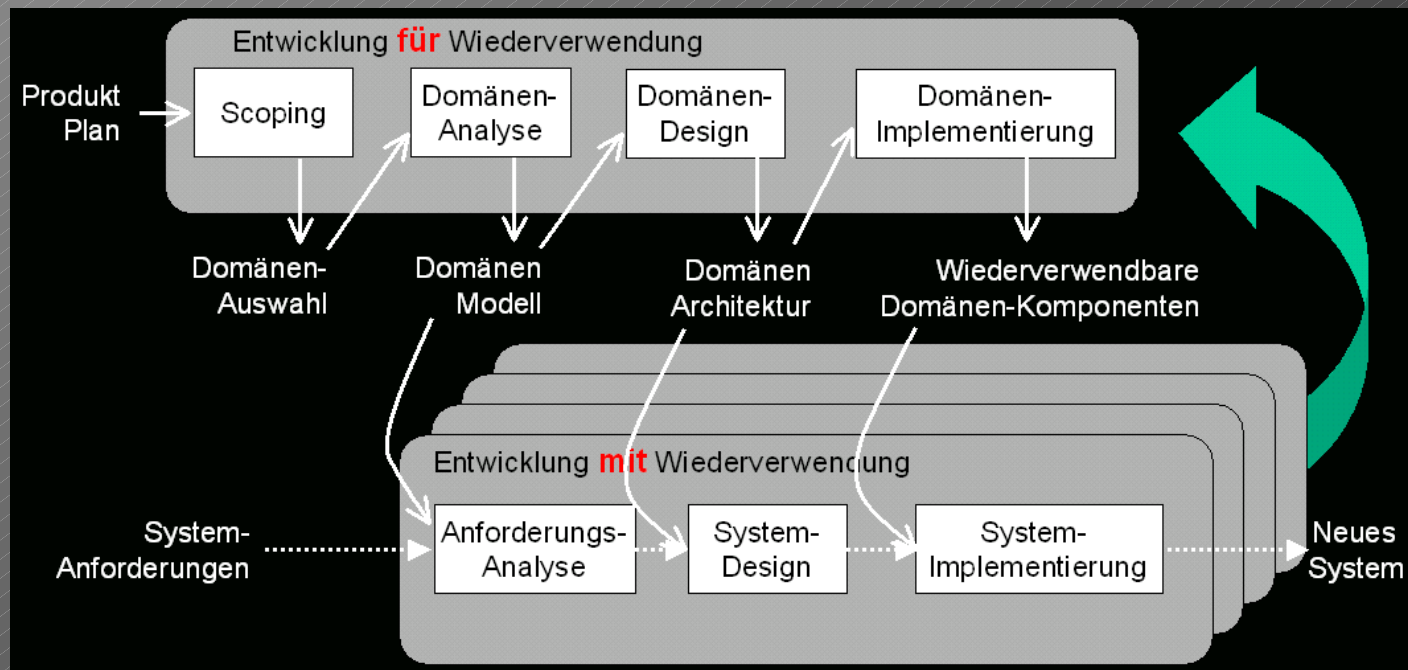 Entwicklung für Wiederverwendung
Produkt
Plan
Scoping
Domänen-
Analyse
Domänen-
Design
Domänen-
Implementierung
Domänen-
Auswahl
Domänen
Modell
Domänen
Architektur
Wiederverwendbare
Domänen-Komponenten
Entwicklung mit Wiederverwendung
System-
Anforderungen
Anforderungs-
Analyse
System-
Design
System-
Implementierung
Neues
System